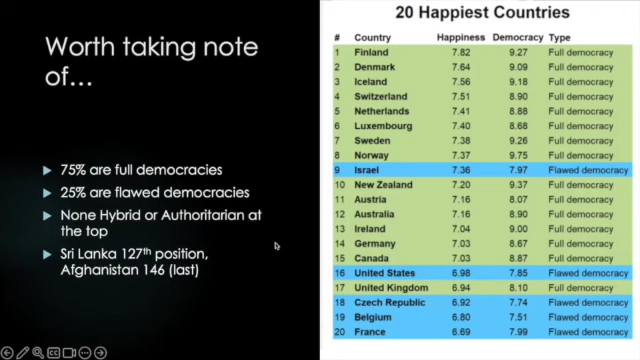 Worth taking note
of...
75% are full democracies
25% are flawed democracies
None Hybrid or Authoritarian at
the top
Sri Lanka 127th position,
Afghanistan 146 (last)
20 Happiest Countries
# Country Happiness Democracy Type
1 Finland 7.82 9.27 Full democracy
2 Denmark 7.64 9.09 Full democracy
3 Iceland 7.56 9.18 Full democracy
4 Switzerland 7.51 8.90 Full democracy
5 Netherlands 7.41 8.88 Full democracy
6 Luxembourg 7.40 8.68 Full democracy
7 Sweden 7.38 9.26 Full democracy
8 Norway 7.37 9.75 Full democracy
9 Israel 7.36 7.97 Flawed democracy
10 New Zealand 7.20 9.37 Full democracy
11 Austria 7.16 8.07 Full democracy
12 Australia 7.16 8.90 Full democracy
13 Ireland 7.04 9.00 Full democracy
14 Germany 7.03 8.67 Full democracy
15 Canada 7.03 8.87 Full democracy
16 United States 6.98 7.85 Flawed democracy
17 United Kingdom 6.94 8.10 Full democracy
18 Czech Republic 6.92 7.74 Flawed democracy
19 Belgium 6.80 7.51 Flawed democracy
20 France 6.69 7.99 Flawed democracy